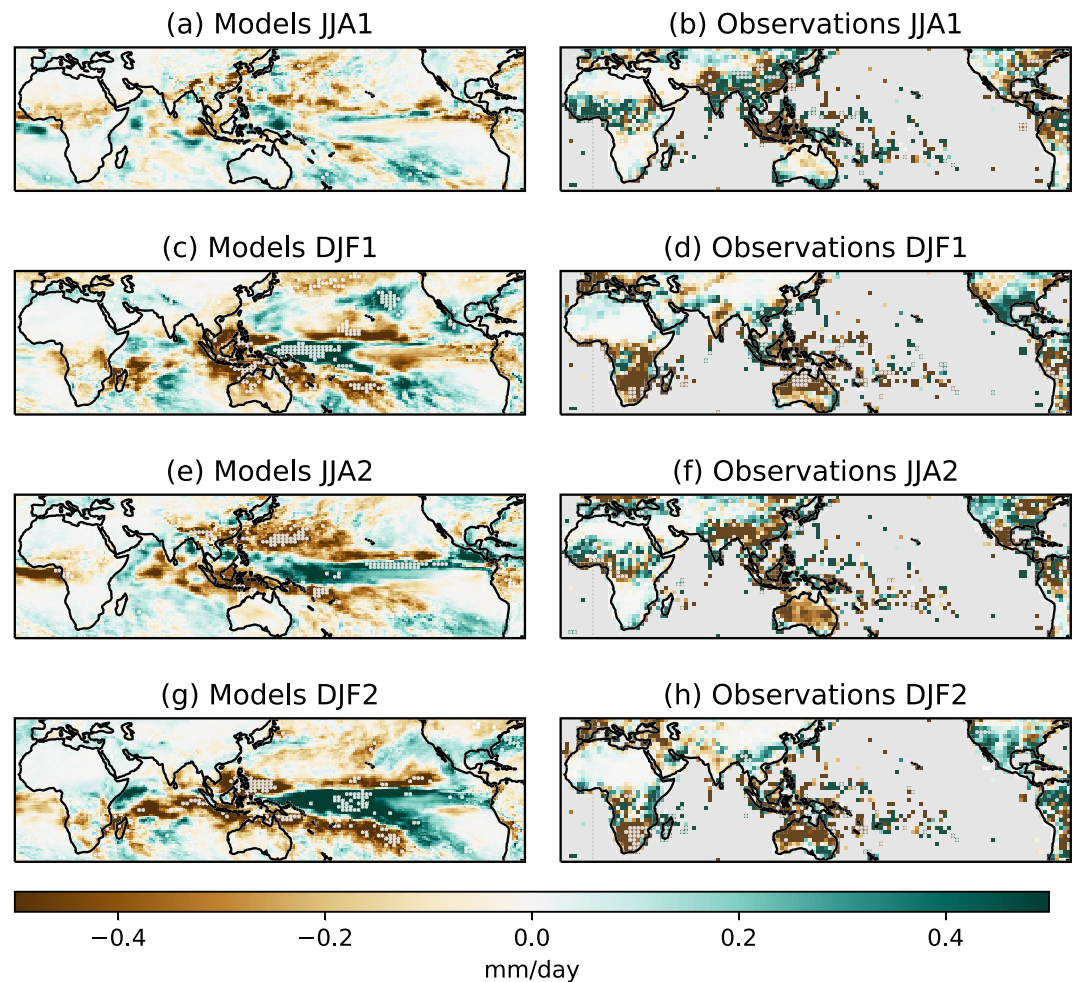 (a) Models JJA1
(b) Observations JJA1
(c) Models DJF1
(d) Observations DJF1
(e) Models JJA2
(f) Observations JJA2
(g) Models DJF2
(h) Observations DJF2
−0.4 −0.2 0.0 0.2 0.4
mm/day